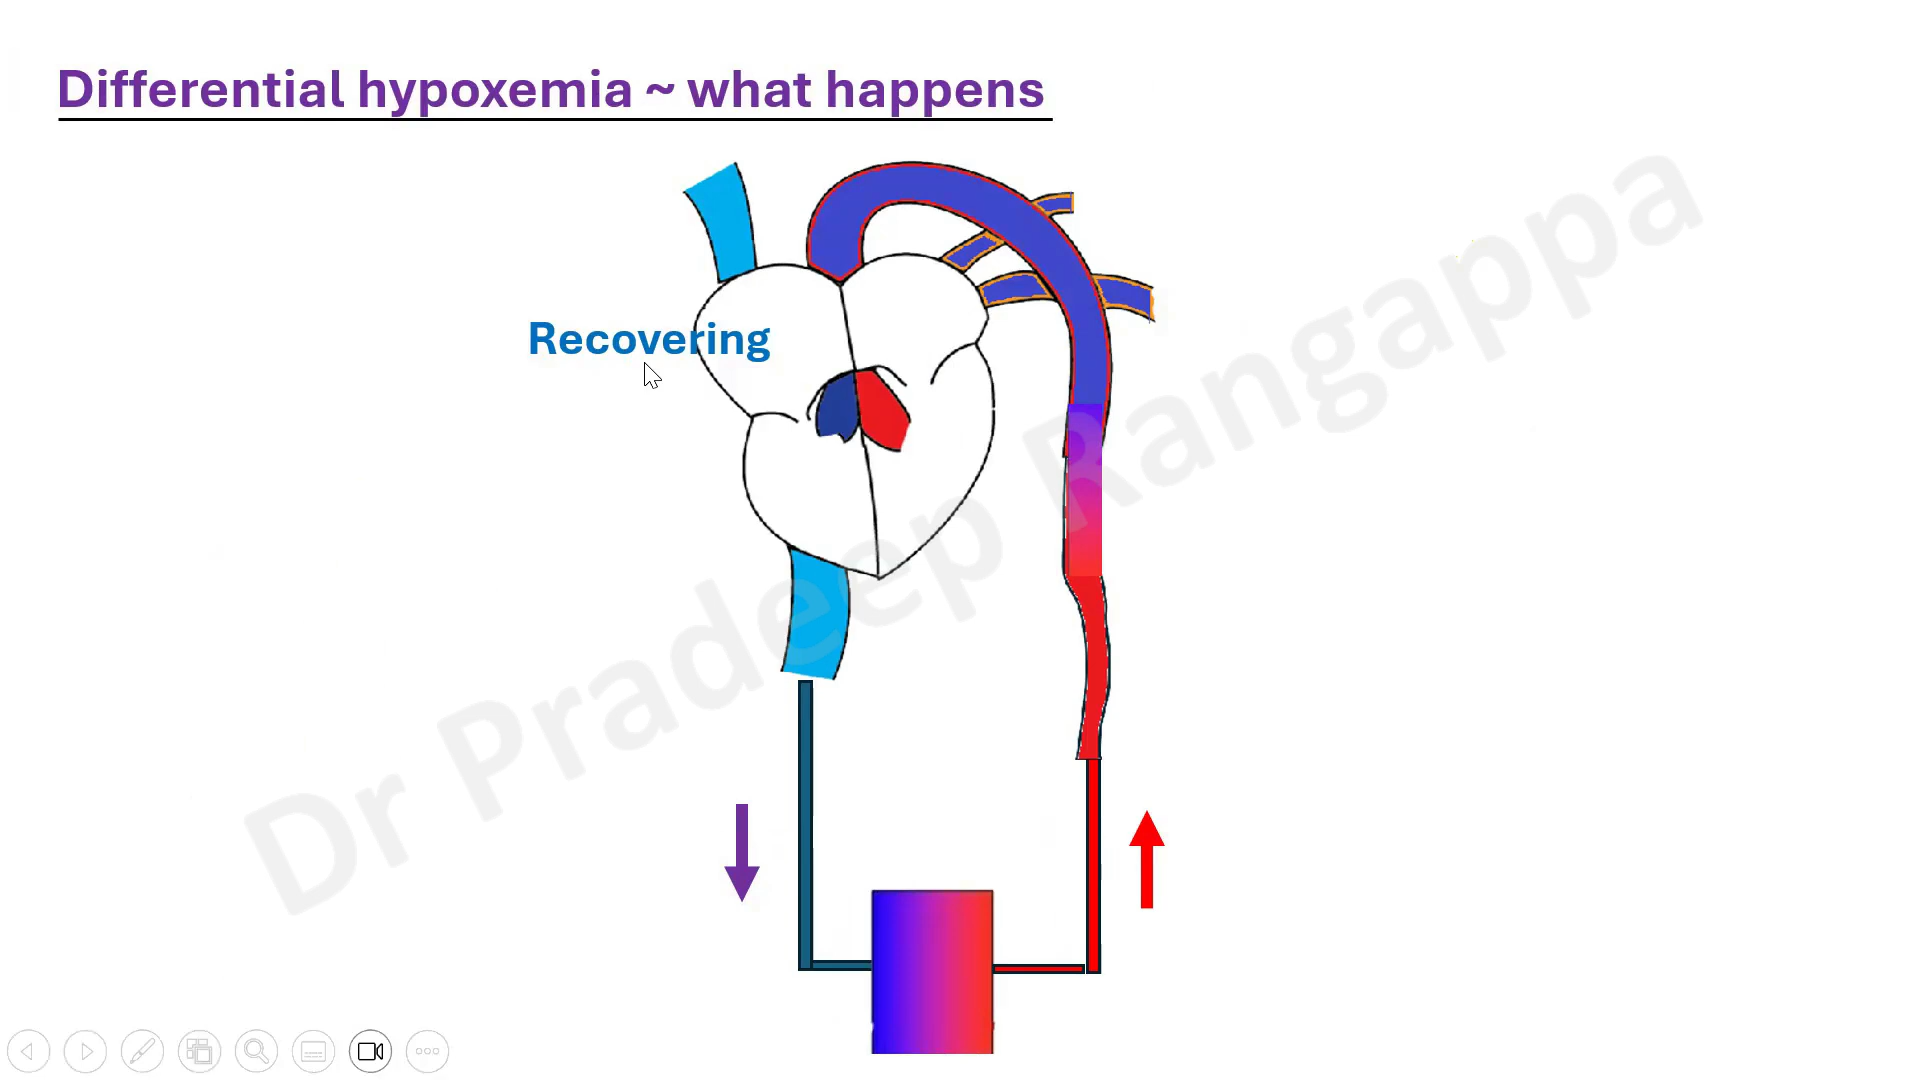 Differential hypoxemia ~ what happens
Recovering
Dr Pradeep Rangappa